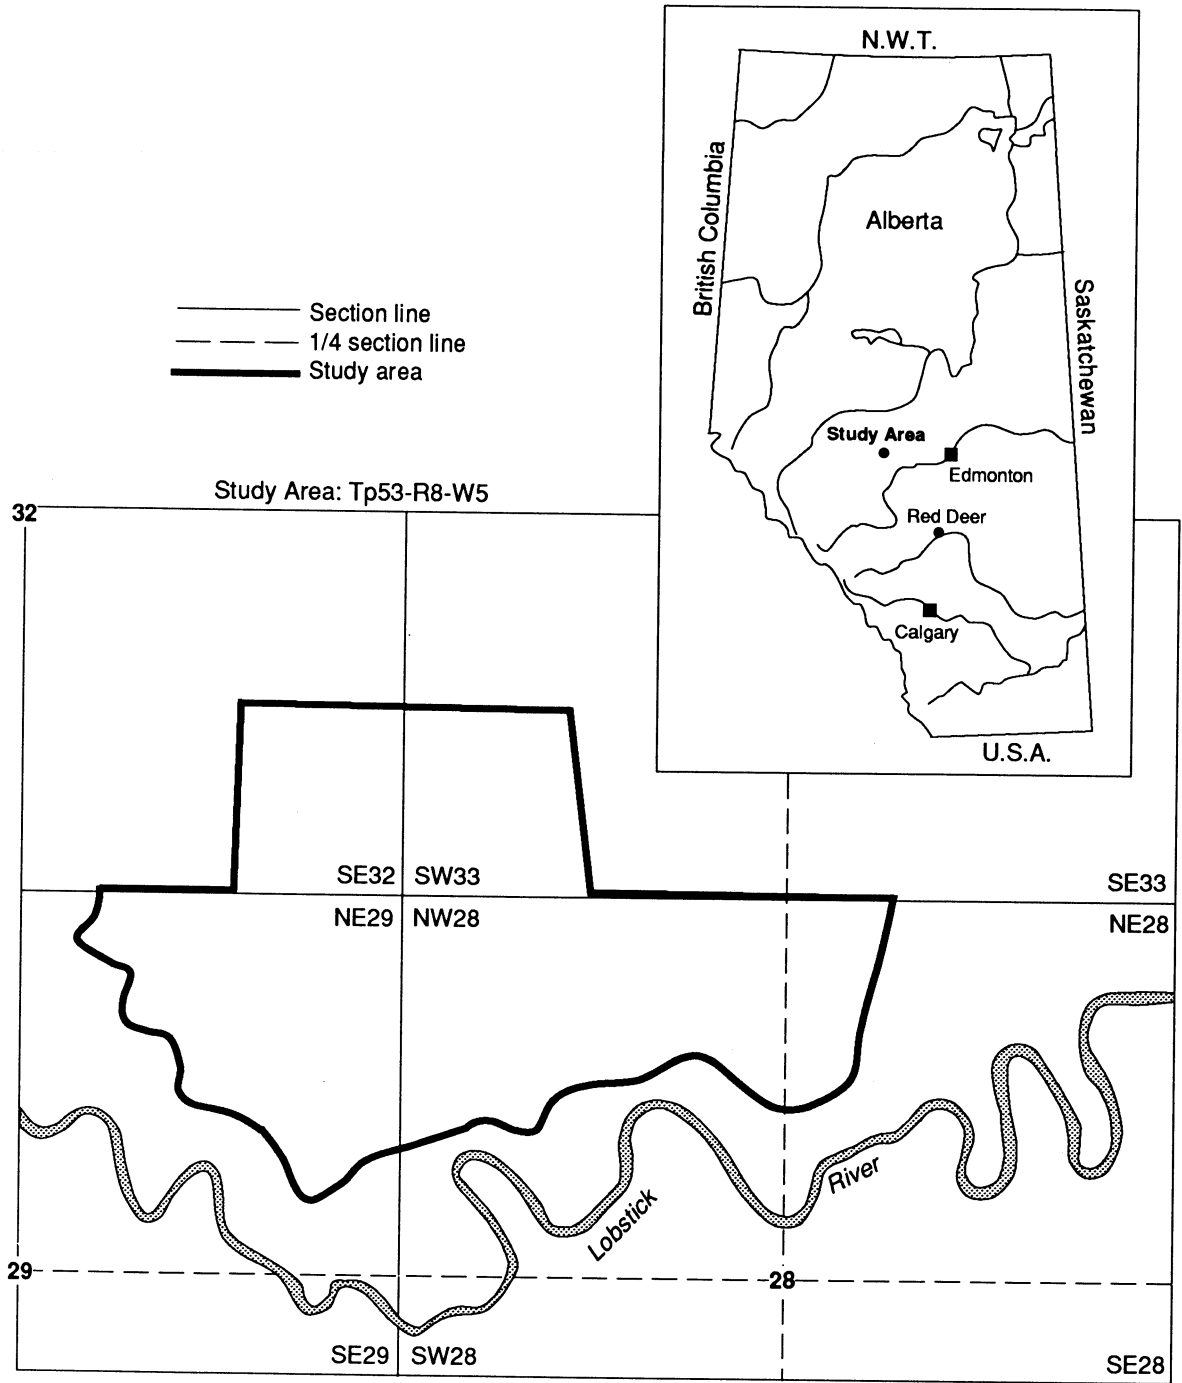 N.W.T.
British Columbia
Alberta
Saskatchewan
Section line
1/4 section line
Study area
Study Area
Edmonton
Red Deer
Calgary
U.S.A.
Study Area: Tp53-R8-W5
32
SE32 SW33
SE33
NE29 NW28
NE28
Lobstick
River
29
28
SE29 SW28
SE28